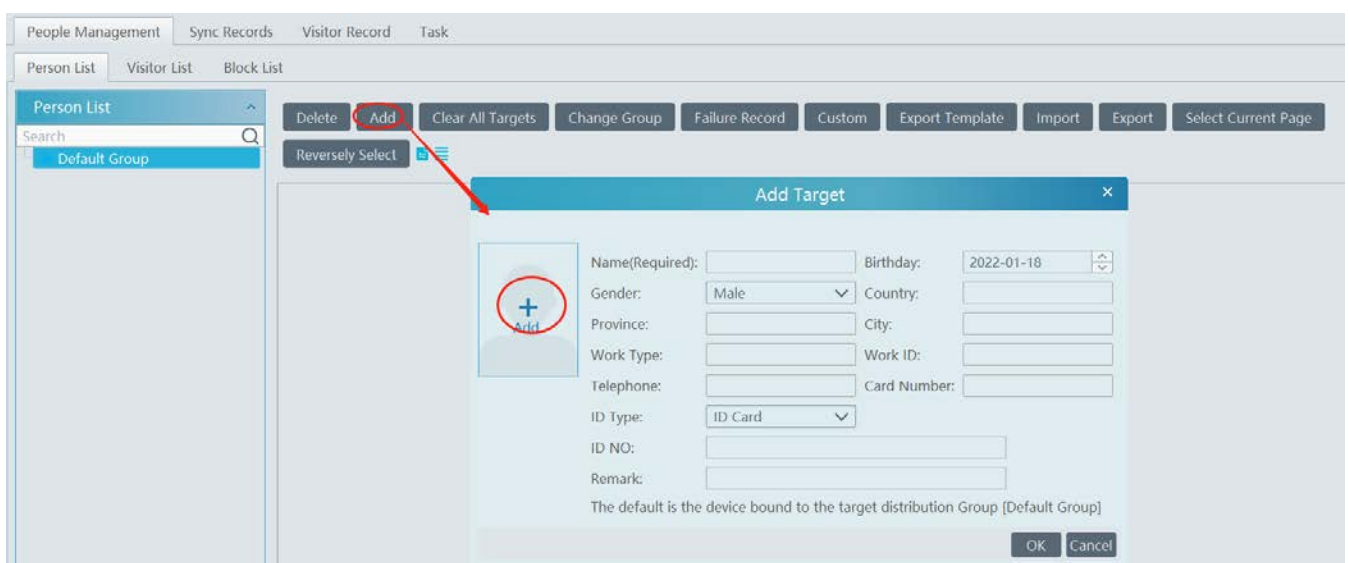 People Management Sync Records Visitor Record Task
Person List Visitor List Block List
Person List
Search
Default Group
Delete Add Clear All Targets Change Group Failure Record Custom Export Template Import Export Select Current Page
Reversely Select
Add Target
Add
Name(Required): Birthday: 2022-01-18
Gender: Male Country:
Province: City:
Work Type: Work ID:
Telephone: Card Number:
ID Type: ID Card
ID NO:
Remark:
The default is the device bound to the target distribution Group [Default Group]
OK Cancel